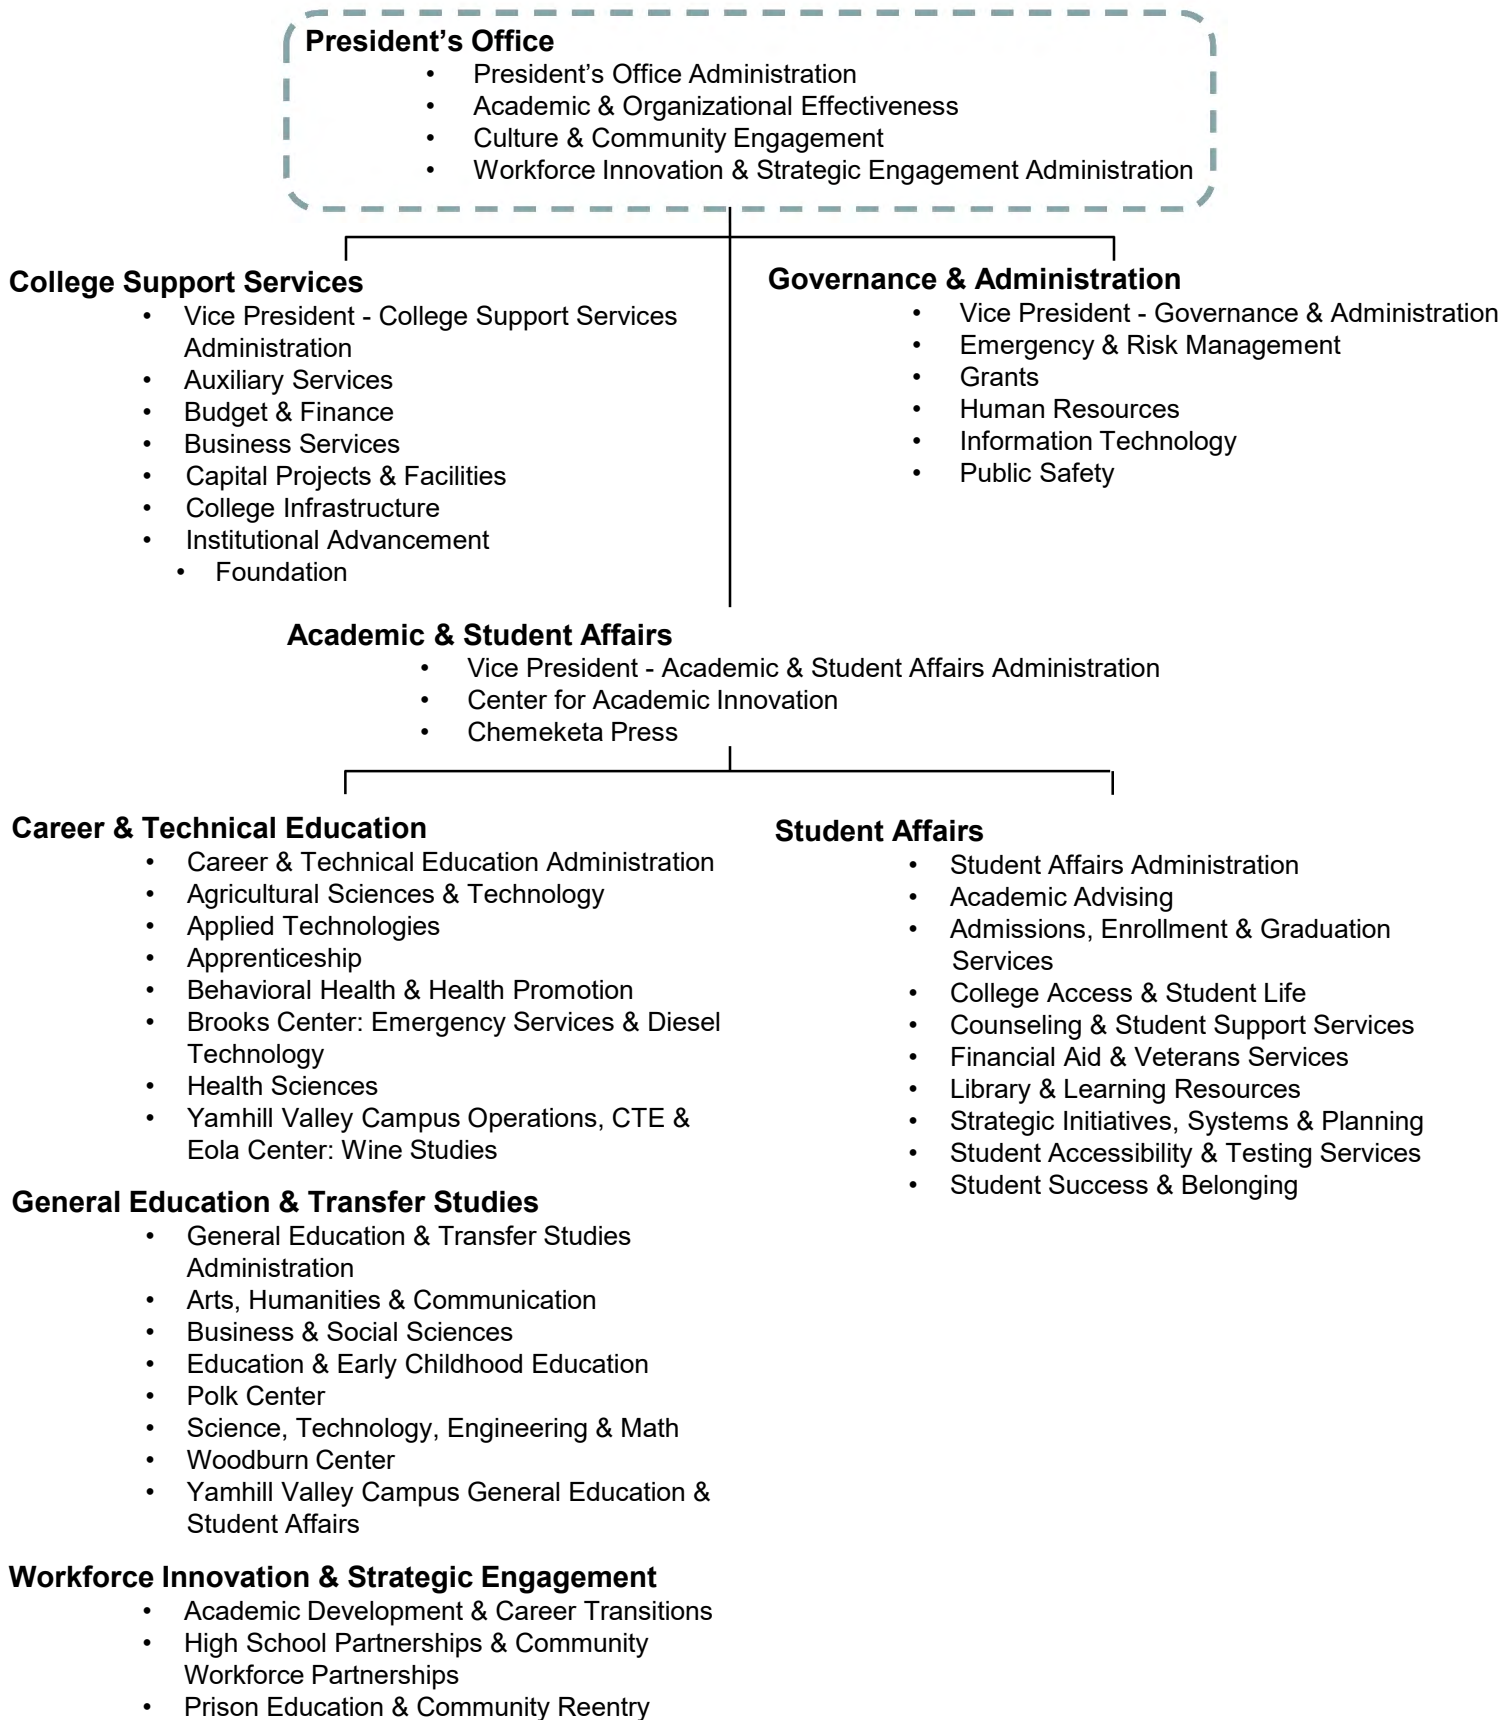 President’s Office
• President’s Office Administration
• Academic & Organizational Effectiveness
• Culture & Community Engagement
• Workforce Innovation & Strategic Engagement Administration
College Support Services
• Vice President - College Support Services
Administration
• Auxiliary Services
• Budget & Finance
• Business Services
• Capital Projects & Facilities
• College Infrastructure
• Institutional Advancement
• Foundation
Governance & Administration
• Vice President - Governance & Administration
• Emergency & Risk Management
• Grants
• Human Resources
• Information Technology
• Public Safety
Academic & Student Affairs
• Vice President - Academic & Student Affairs Administration
• Center for Academic Innovation
• Chemeketa Press
Career & Technical Education
• Career & Technical Education Administration
• Agricultural Sciences & Technology
• Applied Technologies
• Apprenticeship
• Behavioral Health & Health Promotion
• Brooks Center: Emergency Services & Diesel
Technology
• Health Sciences
• Yamhill Valley Campus Operations, CTE &
Eola Center: Wine Studies
General Education & Transfer Studies
• General Education & Transfer Studies
Administration
• Arts, Humanities & Communication
• Business & Social Sciences
• Education & Early Childhood Education
• Polk Center
• Science, Technology, Engineering & Math
• Woodburn Center
• Yamhill Valley Campus General Education &
Student Affairs
Workforce Innovation & Strategic Engagement
• Academic Development & Career Transitions
• High School Partnerships & Community
Workforce Partnerships
• Prison Education & Community Reentry
Student Affairs
• Student Affairs Administration
• Academic Advising
• Admissions, Enrollment & Graduation
Services
• College Access & Student Life
• Counseling & Student Support Services
• Financial Aid & Veterans Services
• Library & Learning Resources
• Strategic Initiatives, Systems & Planning
• Student Accessibility & Testing Services
• Student Success & Belonging